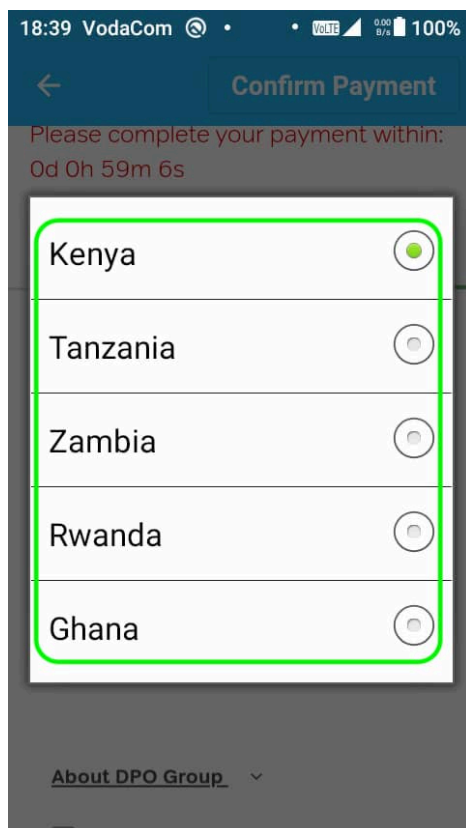 18:39 VodaCom VoLTE 0.00 B/s 100%
Confirm Payment
Please complete your payment within:
0d 0h 59m 6s
Kenya
Tanzania
Zambia
Rwanda
Ghana
About DPO Group